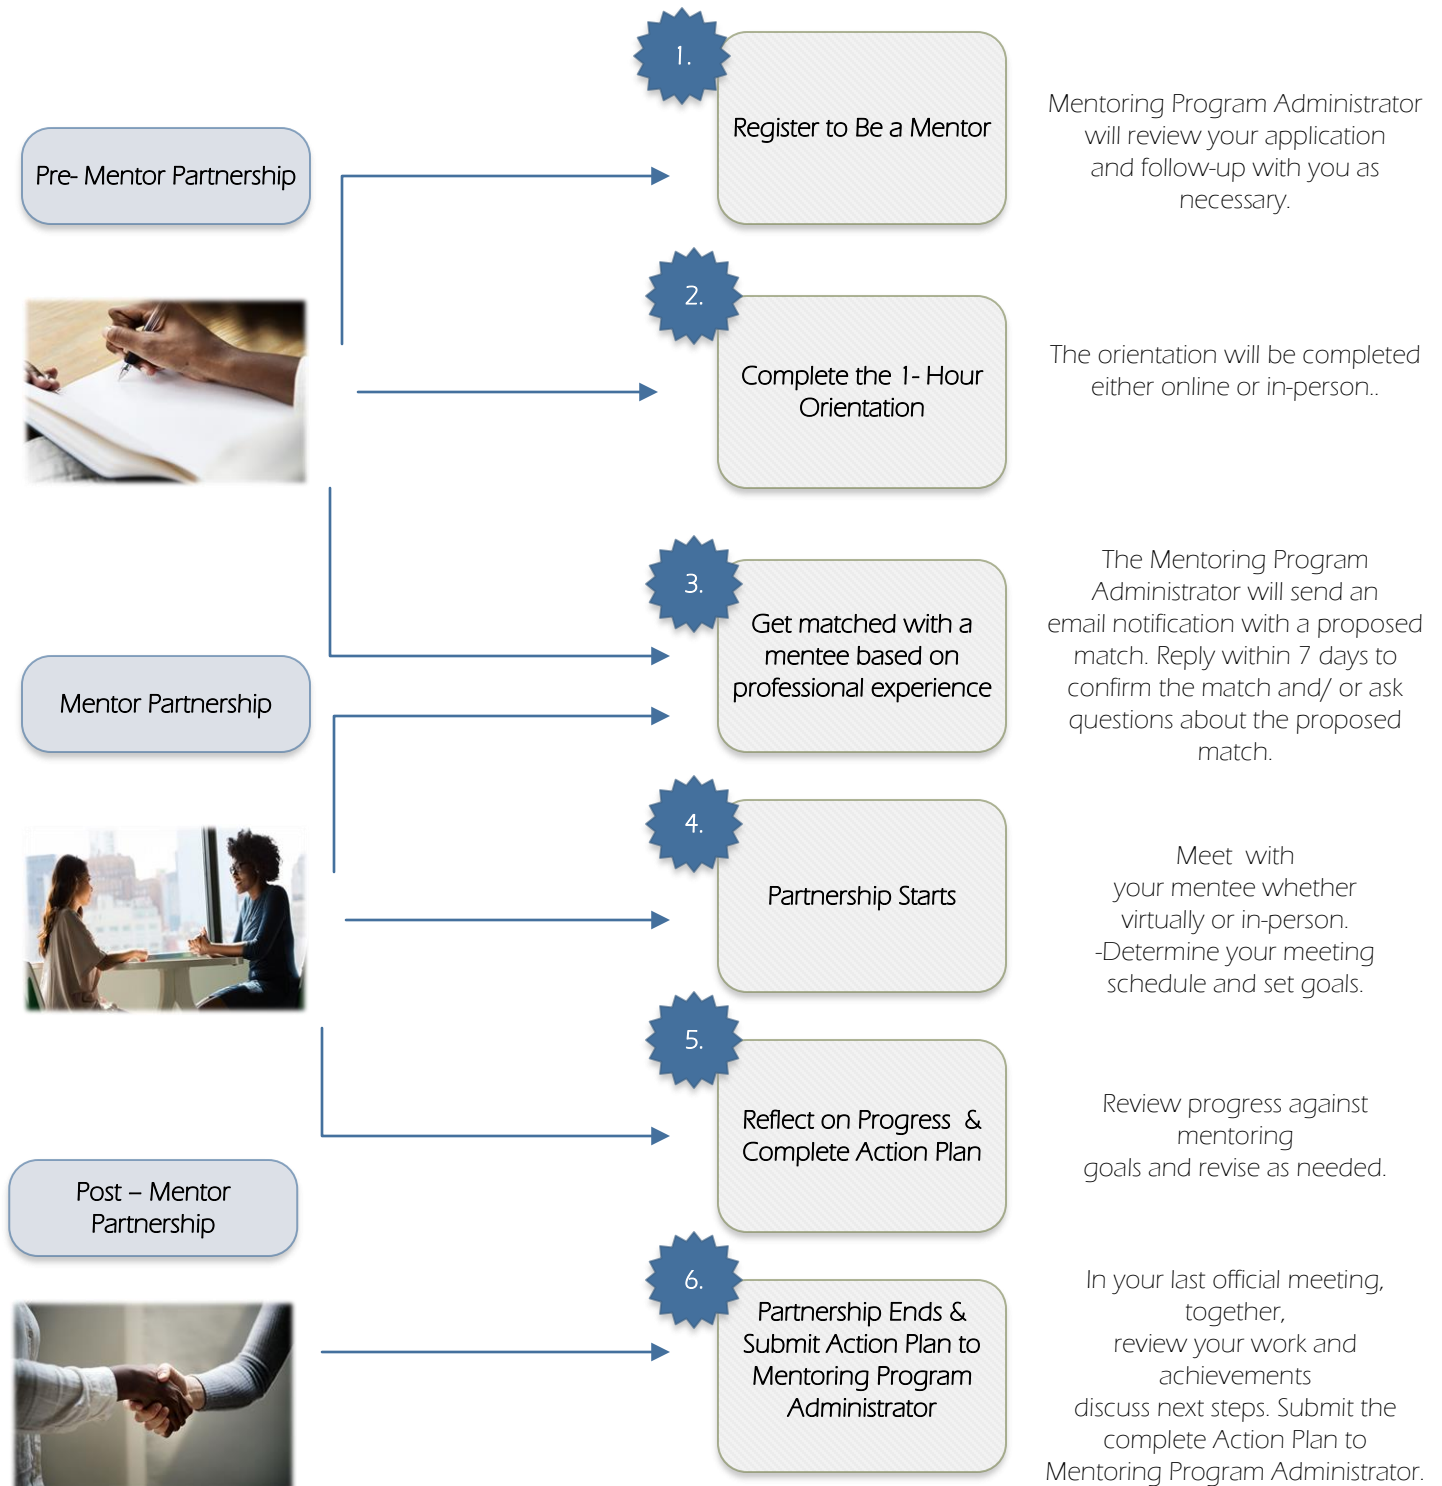 1.
Register to Be a Mentor
Mentoring Program Administrator
will review your application
and follow-up with you as
necessary.
Pre- Mentor Partnership
2.
Complete the 1- Hour
Orientation
The orientation will be completed
either online or in-person..
3.
Get matched with a
mentee based on
professional experience
The Mentoring Program
Administrator will send an
email notification with a proposed
match. Reply within 7 days to
confirm the match and/ or ask
questions about the proposed
match.
Mentor Partnership
4.
Partnership Starts
Meet  with
your mentee whether
virtually or in-person.
-Determine your meeting
schedule and set goals.
5.
Reflect on Progress  &
Complete Action Plan
Review progress against
mentoring
goals and revise as needed.
Post – Mentor
Partnership
6.
Partnership Ends &
Submit Action Plan to
Mentoring Program
Administrator
In your last official meeting,
together,
review your work and
achievements
discuss next steps. Submit the
complete Action Plan to
Mentoring Program Administrator.